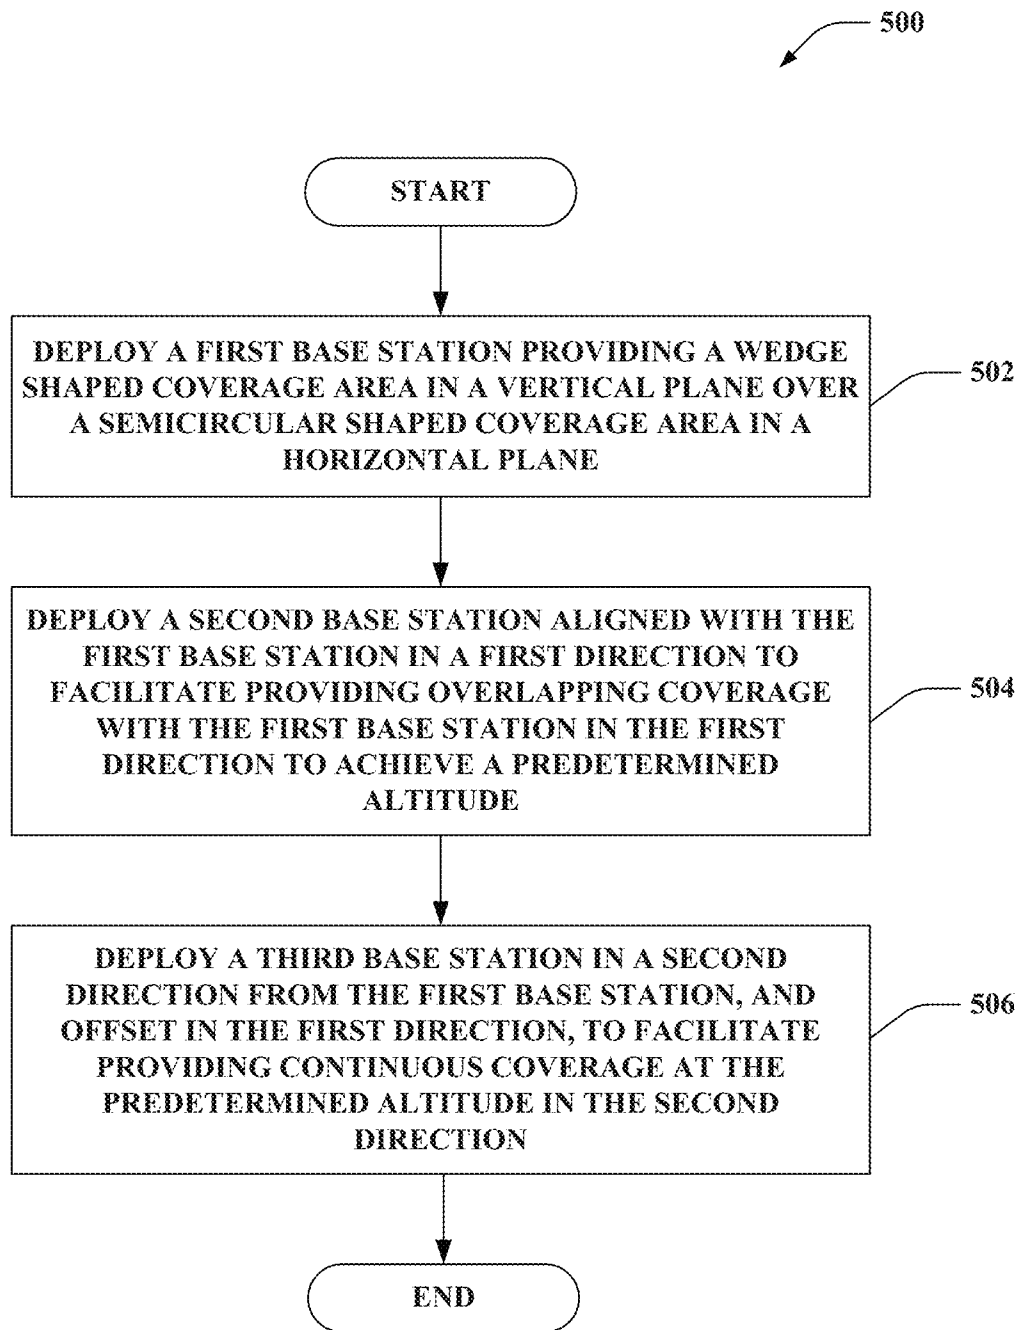 500
START
DEPLOY A FIRST BASE STATION PROVIDING A WEDGE
SHAPED COVERAGE AREA IN A VERTICAL PLANE OVER
A SEMICIRCULAR SHAPED COVERAGE AREA IN A
HORIZONTAL PLANE
502
DEPLOY A SECOND BASE STATION ALIGNED WITH THE
FIRST BASE STATION IN A FIRST DIRECTION TO
FACILITATE PROVIDING OVERLAPPING COVERAGE
WITH THE FIRST BASE STATION IN THE FIRST
DIRECTION TO ACHIEVE A PREDETERMINED
ALTITUDE
504
DEPLOY A THIRD BASE STATION IN A SECOND
DIRECTION FROM THE FIRST BASE STATION, AND
OFFSET IN THE FIRST DIRECTION, TO FACILITATE
PROVIDING CONTINUOUS COVERAGE AT THE
PREDETERMINED ALTITUDE IN THE SECOND
DIRECTION
506
END